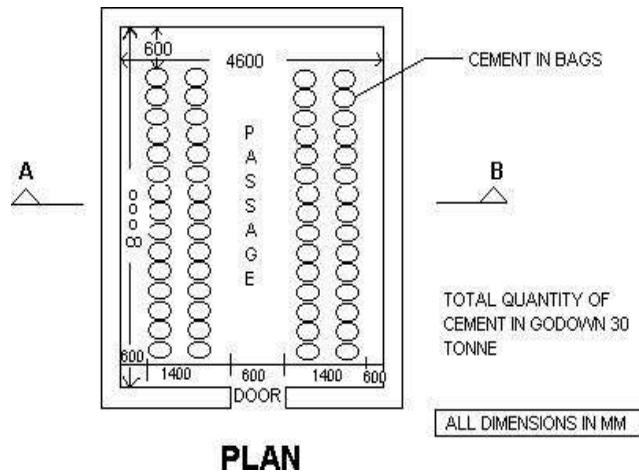 600
4600
CEMENT IN BAGS
PASSAGE
A
B
8000
TOTAL QUANTITY OF
CEMENT IN GODOWN 30
TONNE
600
1400
600
1400
600
DOOR
ALL DIMENSIONS IN MM
PLAN